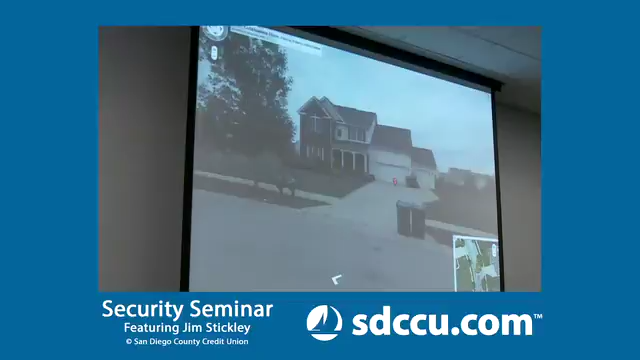 Security Seminar
Featuring Jim Stickley
© San Diego County Credit Union
sdccu.com™